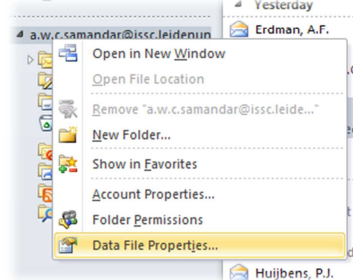 Yesterday
a.w.c.samandar@issc.leidenun
Erdman, A.F.
Open in New Window
Open File Location
Remove "a.w.c.samandar@issc.leide..."
New Folder...
Show in Favorites
Account Properties...
Folder Permissions
Data File Properties...
Huijbens, P.J.